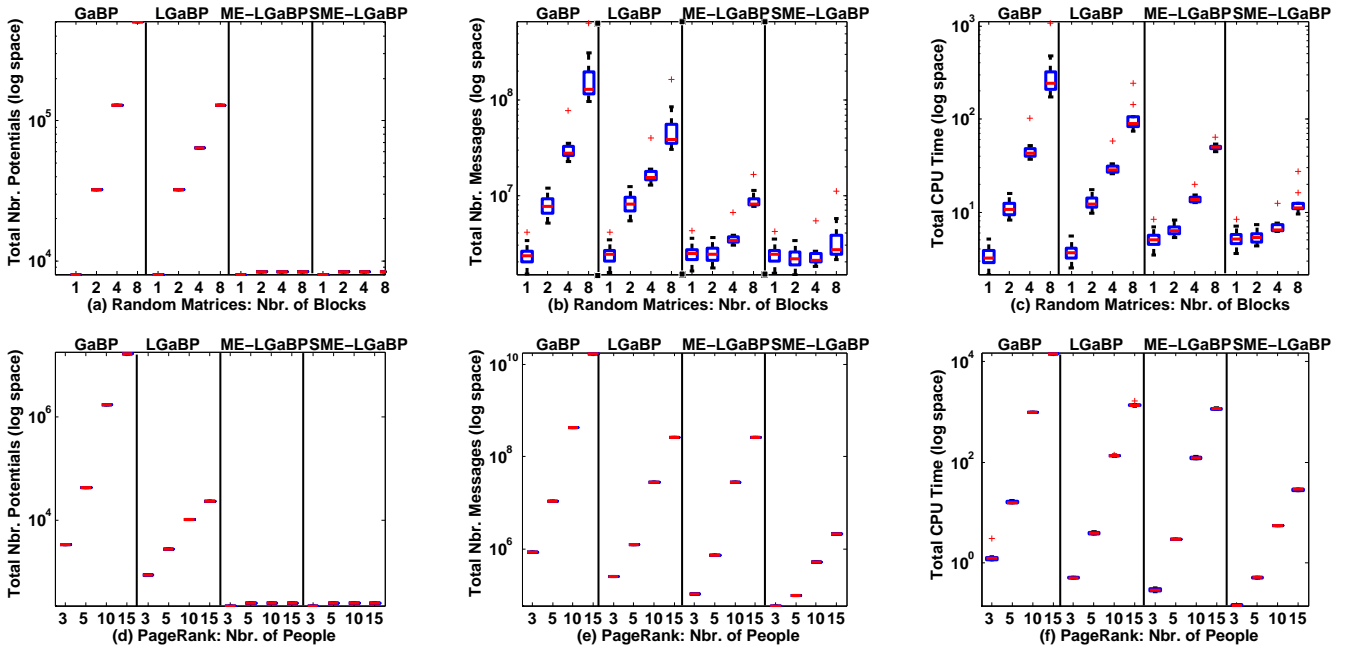 GaBP LGaBP ME−LGaBP SME−LGaBP
Total Nbr. Potentials (log space)
10^5
10^4
1 2 4 8 1 2 4 8 1 2 4 8 1 2 4 8
(a) Random Matrices: Nbr. of Blocks
GaBP LGaBP ME−LGaBP SME−LGaBP
Total Nbr. Messages (log space)
10^8
10^7
1 2 4 8 1 2 4 8 1 2 4 8 1 2 4 8
(b) Random Matrices: Nbr. of Blocks
GaBP LGaBP ME−LGaBP SME−LGaBP
Total CPU Time (log space)
10^3
10^2
10^1
1 2 4 8 1 2 4 8 1 2 4 8 1 2 4 8
(c) Random Matrices: Nbr. of Blocks
GaBP LGaBP ME−LGaBP SME−LGaBP
Total Nbr. Potentials (log space)
10^6
10^4
3 5 10 15 3 5 10 15 3 5 10 15 3 5 10 15
(d) PageRank: Nbr. of People
GaBP LGaBP ME−LGaBP SME−LGaBP
Total Nbr. Messages (log space)
10^10
10^8
10^6
3 5 10 15 3 5 10 15 3 5 10 15 3 5 10 15
(e) PageRank: Nbr. of People
GaBP LGaBP ME−LGaBP SME−LGaBP
Total CPU Time (log space)
10^4
10^2
10^0
3 5 10 15 3 5 10 15 3 5 10 15 3 5 10 15
(f) PageRank: Nbr. of People